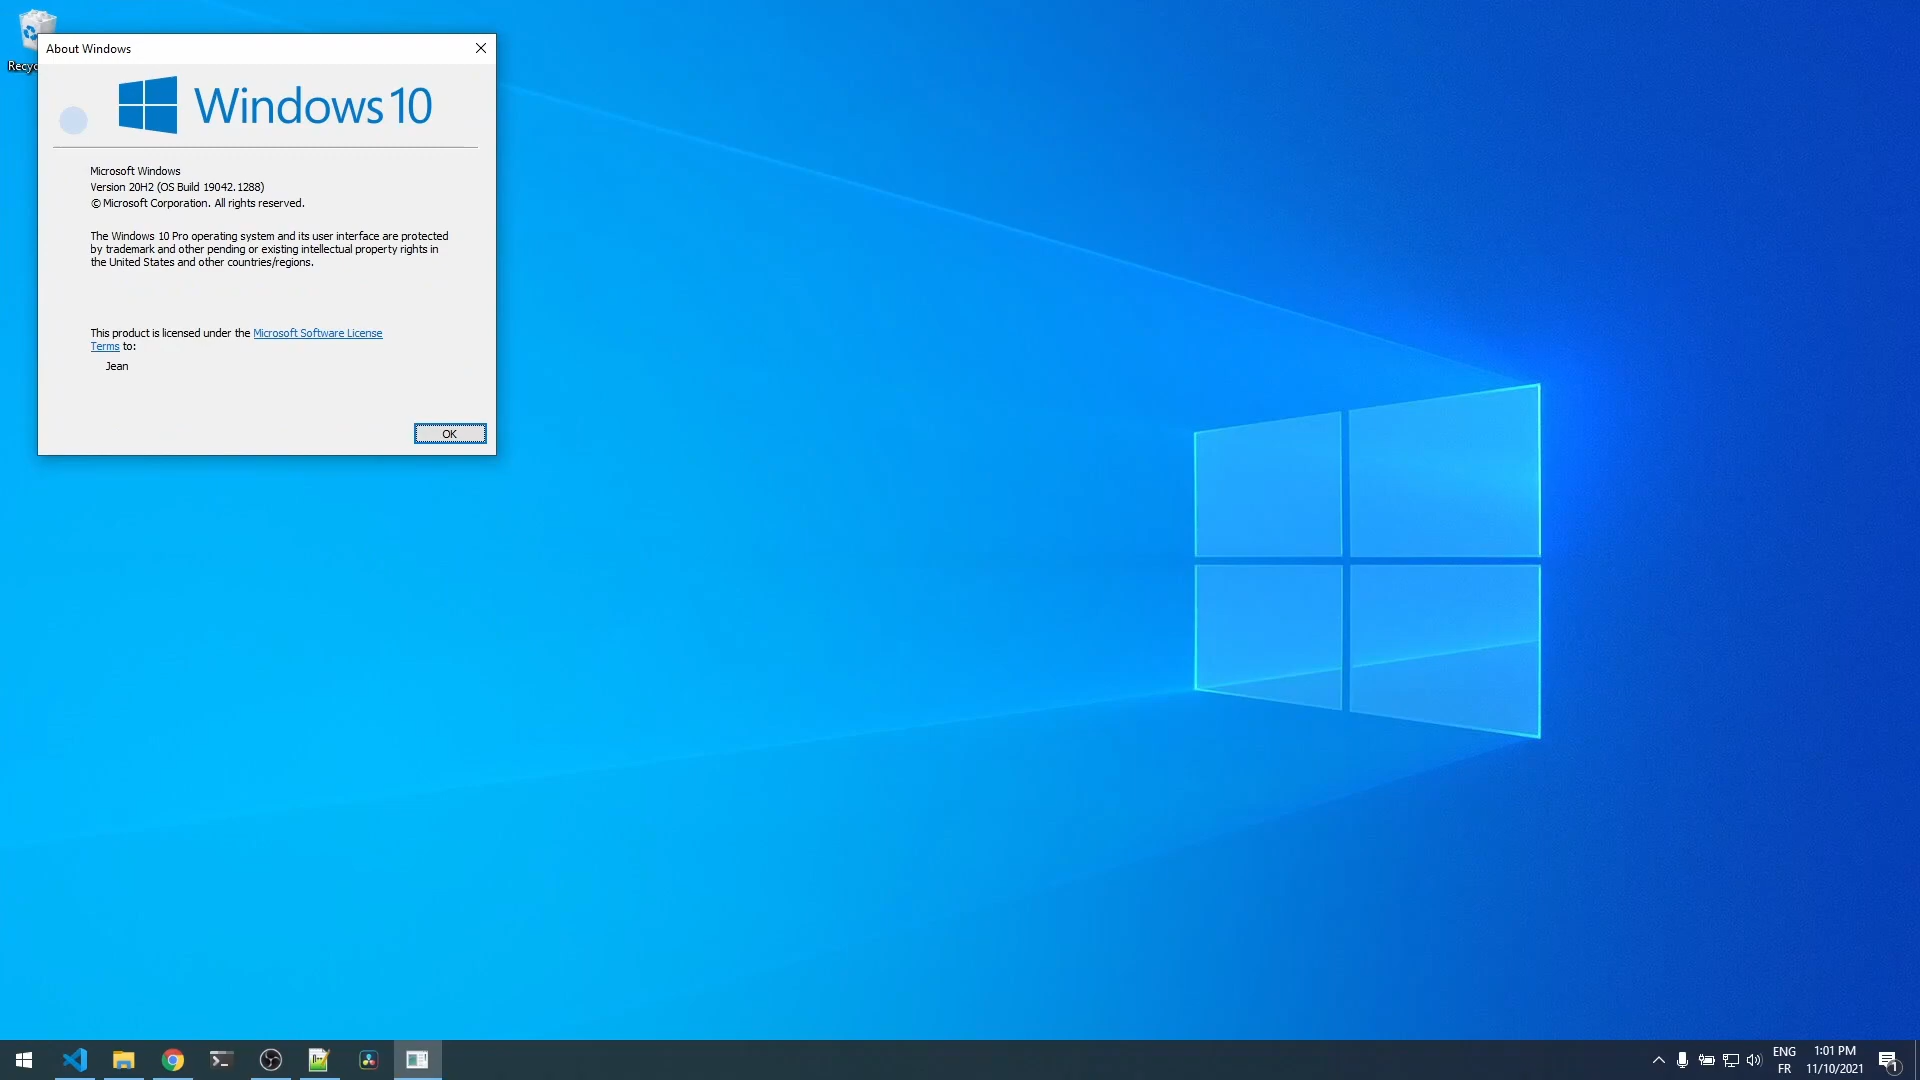 Recyc
About Windows
Windows 10
Microsoft Windows
Version 20H2 (OS Build 19042.1288)
© Microsoft Corporation. All rights reserved.
The Windows 10 Pro operating system and its user interface are protected
by trademark and other pending or existing intellectual property rights in
the United States and other countries/regions.
This product is licensed under the Microsoft Software License
Terms to:
Jean
OK
ENG
FR
1:01 PM
11/10/2021
1